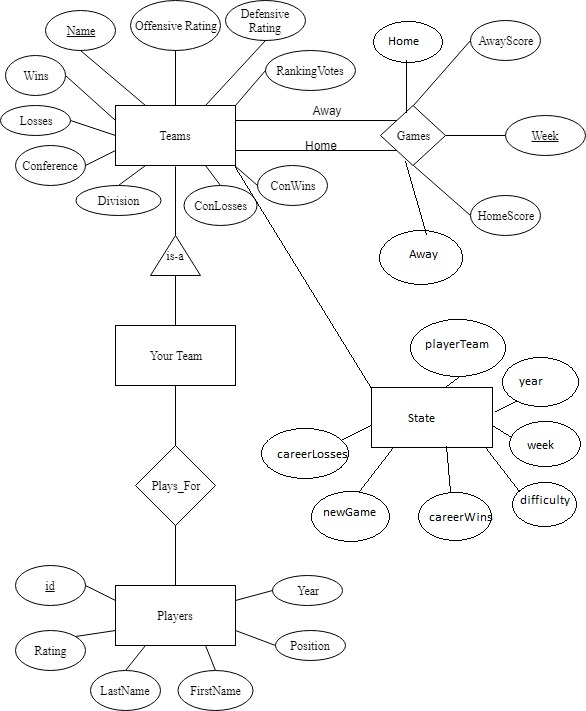 Name
Offensive Rating
Defensive
Rating
Home
AwayScore
Wins
RankingVotes
Losses
Away
Teams
Games
Week
Home
Conference
Division
ConLosses
ConWins
HomeScore
is-a
Away
Your Team
playerTeam
year
State
week
careerLosses
Plays_For
newGame
careerWins
difficulty
id
Year
Players
Rating
Position
LastName
FirstName